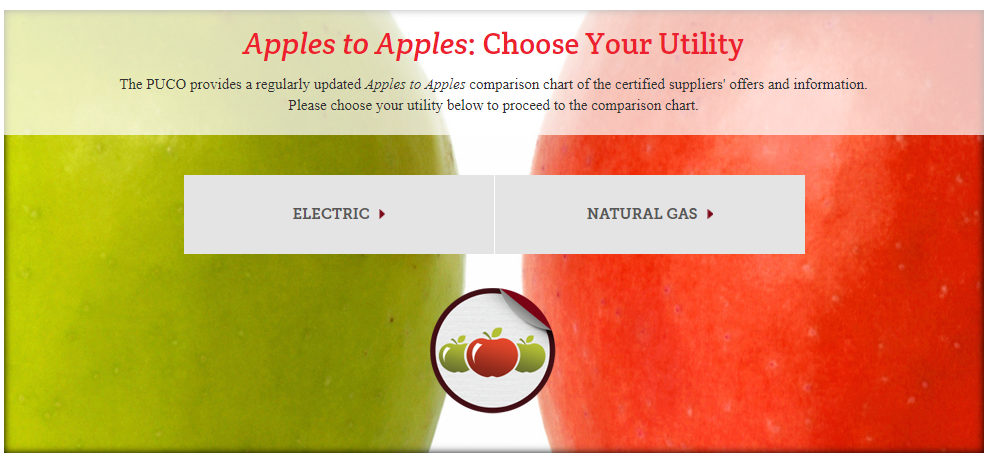 Apples to Apples: Choose Your Utility
The PUCO provides a regularly updated Apples to Apples comparison chart of the certified suppliers' offers and information.
Please choose your utility below to proceed to the comparison chart.
ELECTRIC
NATURAL GAS